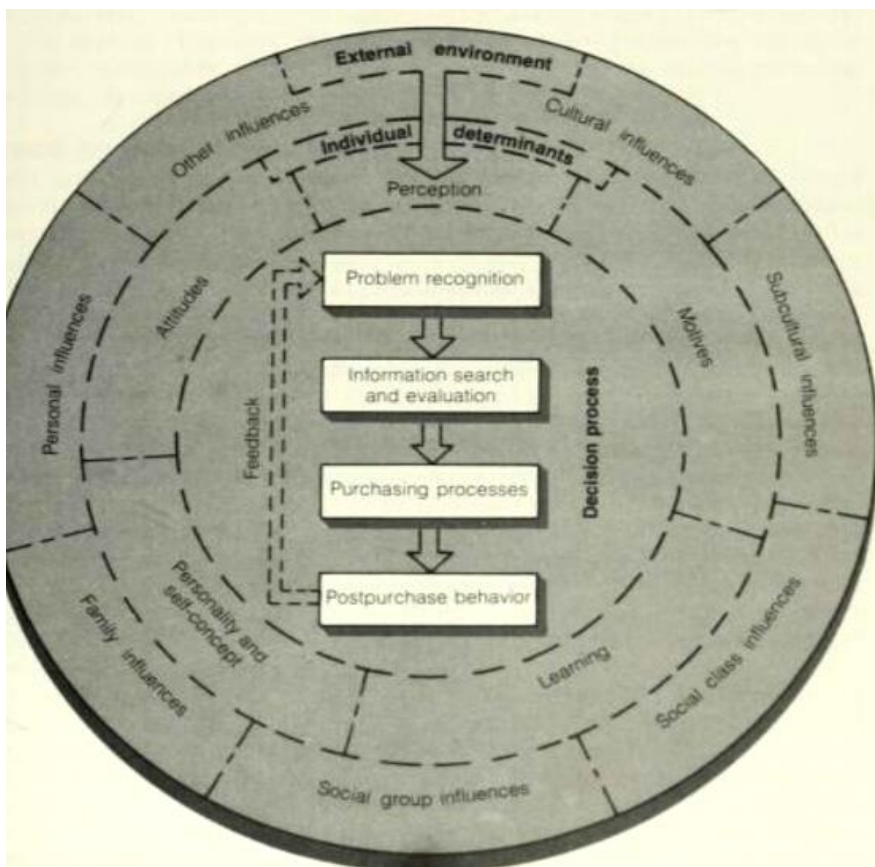 External environment
Other influences
Cultural influences
Individual determinants
Perception
Attitudes
Motives
Personal influences
Subcultural influences
Problem recognition
Information search
and evaluation
Feedback
Decision process
Purchasing processes
Postpurchase behavior
Personality and
self-concept
Learning
Family influences
Social class influences
Social group influences